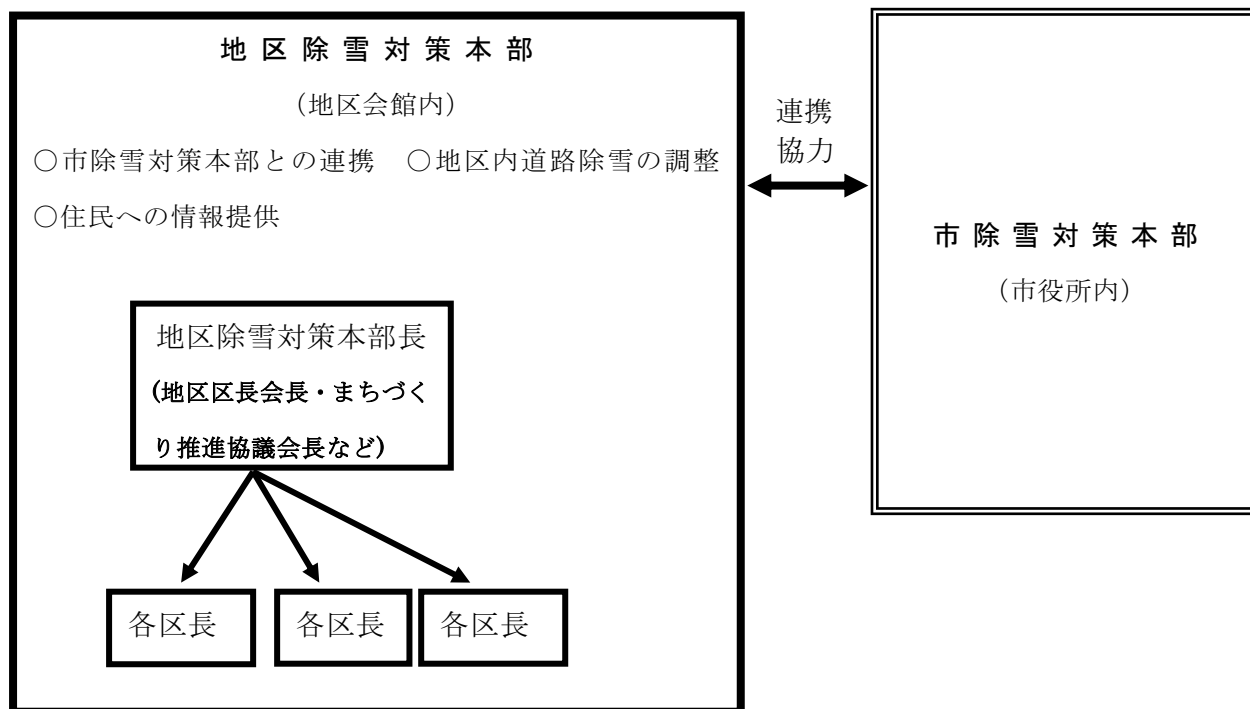 地区除雪対策本部
（地区会館内）
○市除雪対策本部との連携　○地区内道路除雪の調整
○住民への情報提供
地区除雪対策本部長
(地区区長会長・まちづく
り推進協議会長など)
各区長
各区長
各区長
連携
協力
市除雪対策本部
（市役所内）